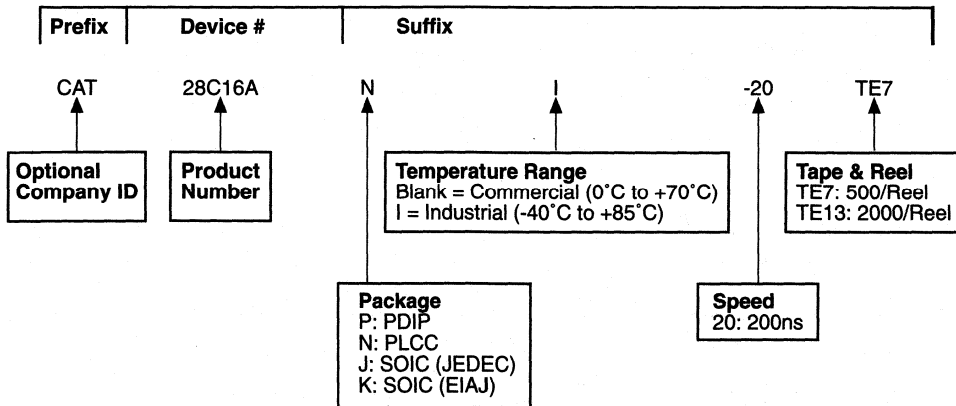 Prefix Device # Suffix
CAT 28C16A N I -20 TE7
Optional
Company ID
Product
Number
Temperature Range
Blank = Commercial (0˚C to +70˚C)
I = Industrial (-40˚C to +85˚C)
Tape & Reel
TE7: 500/Reel
TE13: 2000/Reel
Package
P: PDIP
N: PLCC
J: SOIC (JEDEC)
K: SOIC (EIAJ)
Speed
20: 200ns